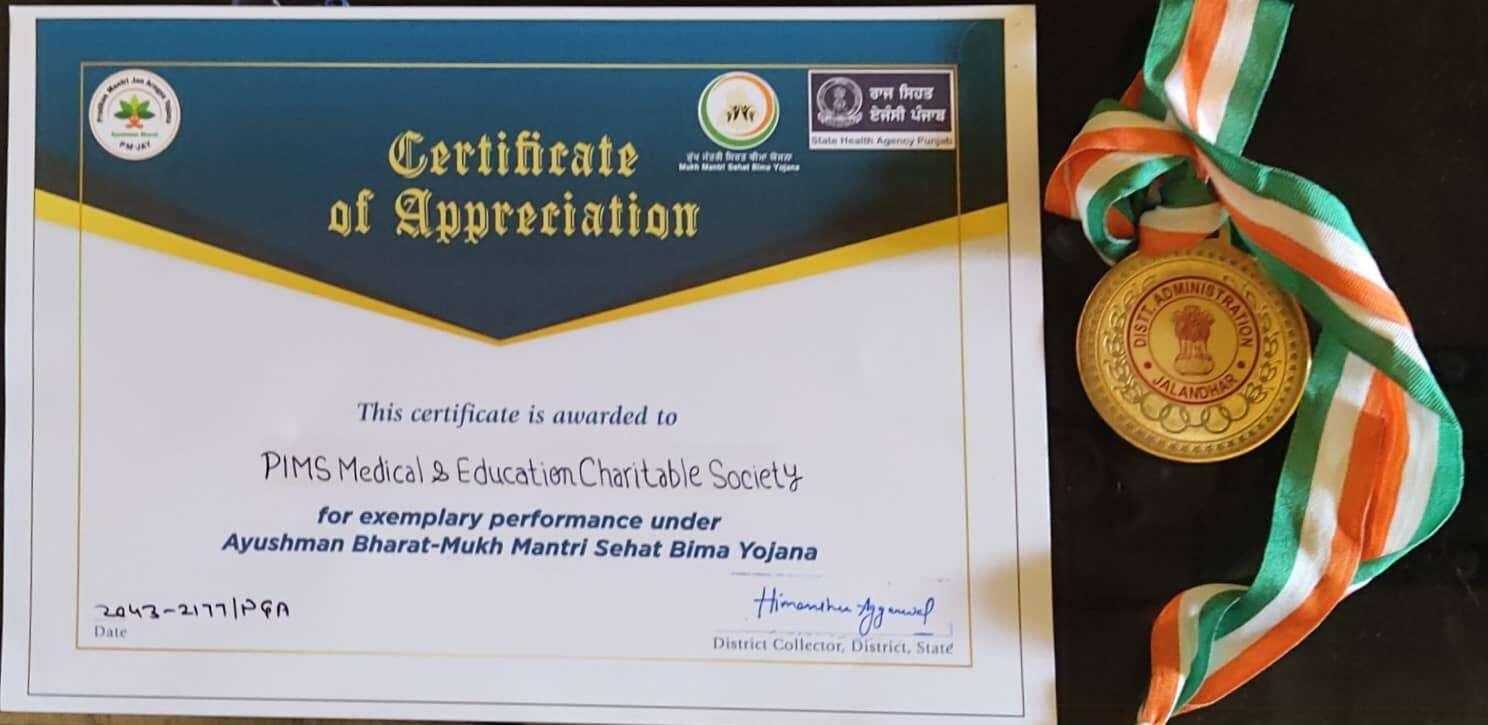 Pradhan Mantri Jan Arogya Yojana
Ayushman Bharat
PM-JAY
ਮੁੱਖ ਮੰਤਰੀ ਸਿਹਤ ਬੀਮਾ ਯੋਜਨਾ
Mukh Mantri Sehat Bima Yojana
ਰਾਜ ਸਿਹਤ
ਏਜੰਸੀ ਪੰਜਾਬ
State Health Agency Punjab
Certificate
of Appreciation
This certificate is awarded to
PIMS Medical & Education Charitable Society
for exemplary performance under
Ayushman Bharat-Mukh Mantri Sehat Bima Yojana
Himanshu Aggarwal
Date
District Collector, District, State
DISTT. ADMINISTRATION
JALANDHAR